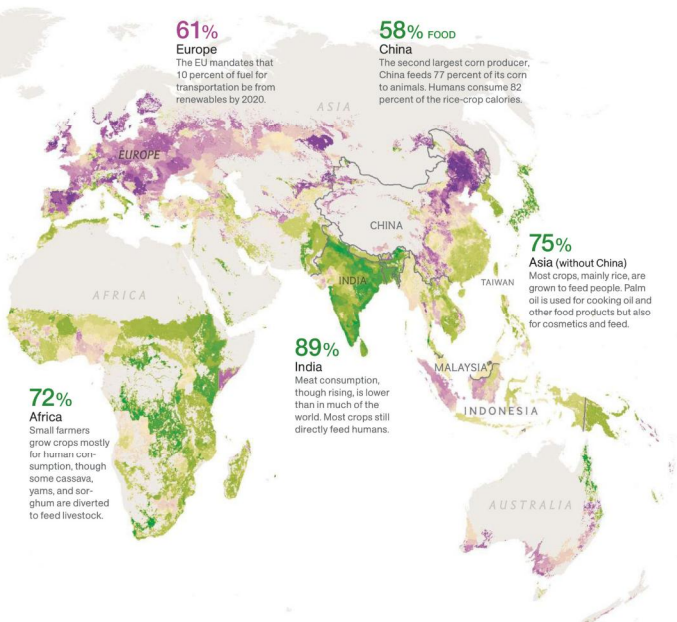 61%
Europe
The EU mandates that
10 percent of fuel for
transportation be from
renewables by 2020.
58% FOOD
China
The second largest corn producer,
China feeds 77 percent of its corn
to animals. Humans consume 82
percent of the rice-crop calories.
ASIA
EUROPE
CHINA
75%
Asia (without China)
Most crops, mainly rice, are
grown to feed people. Palm
oil is used for cooking oil and
other food products but also
for cosmetics and feed.
TAIWAN
INDIA
AFRICA
89%
India
Meat consumption,
though rising, is lower
than in much of the
world. Most crops still
directly feed humans.
MALAYSIA
INDONESIA
72%
Africa
Small farmers
grow crops mostly
for human con-
sumption, though
some cassava,
yams, and sor-
ghum are diverted
to feed livestock.
AUSTRALIA